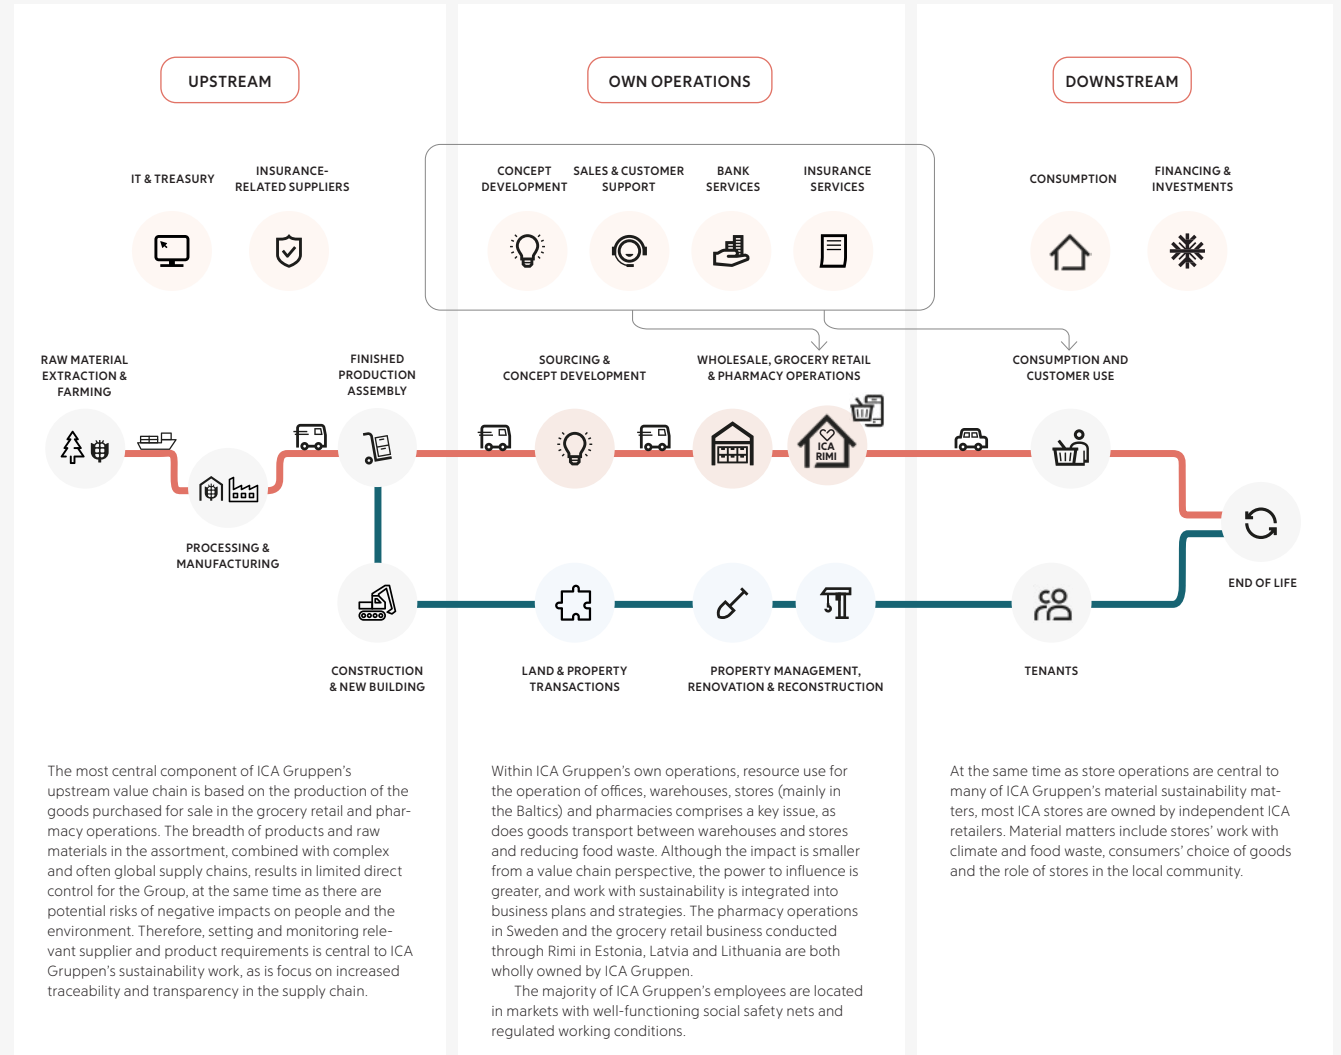 UPSTREAM
OWN OPERATIONS
DOWNSTREAM
IT & TREASURY
INSURANCE-
RELATED SUPPLIERS
CONCEPT
DEVELOPMENT
SALES & CUSTOMER
SUPPORT
BANK
SERVICES
INSURANCE
SERVICES
CONSUMPTION
FINANCING &
INVESTMENTS
RAW MATERIAL
EXTRACTION &
FARMING
FINISHED
PRODUCTION
ASSEMBLY
SOURCING &
CONCEPT DEVELOPMENT
WHOLESALE, GROCERY RETAIL
& PHARMACY OPERATIONS
CONSUMPTION AND
CUSTOMER USE
ICA
RIMI
PROCESSING &
MANUFACTURING
END OF LIFE
CONSTRUCTION
& NEW BUILDING
LAND & PROPERTY
TRANSACTIONS
PROPERTY MANAGEMENT,
RENOVATION & RECONSTRUCTION
TENANTS
The most central component of ICA Gruppen's
upstream value chain is based on the production of the
goods purchased for sale in the grocery retail and phar-
macy operations. The breadth of products and raw
materials in the assortment, combined with complex
and often global supply chains, results in limited direct
control for the Group, at the same time as there are
potential risks of negative impacts on people and the
environment. Therefore, setting and monitoring rele-
vant supplier and product requirements is central to ICA
Gruppen's sustainability work, as is focus on increased
traceability and transparency in the supply chain.
Within ICA Gruppen's own operations, resource use for
the operation of offices, warehouses, stores (mainly in
the Baltics) and pharmacies comprises a key issue, as
does goods transport between warehouses and stores
and reducing food waste. Although the impact is smaller
from a value chain perspective, the power to influence is
greater, and work with sustainability is integrated into
business plans and strategies. The pharmacy operations
in Sweden and the grocery retail business conducted
through Rimi in Estonia, Latvia and Lithuania are both
wholly owned by ICA Gruppen.
The majority of ICA Gruppen's employees are located
in markets with well-functioning social safety nets and
regulated working conditions.
At the same time as store operations are central to
many of ICA Gruppen's material sustainability mat-
ters, most ICA stores are owned by independent ICA
retailers. Material matters include stores' work with
climate and food waste, consumers' choice of goods
and the role of stores in the local community.